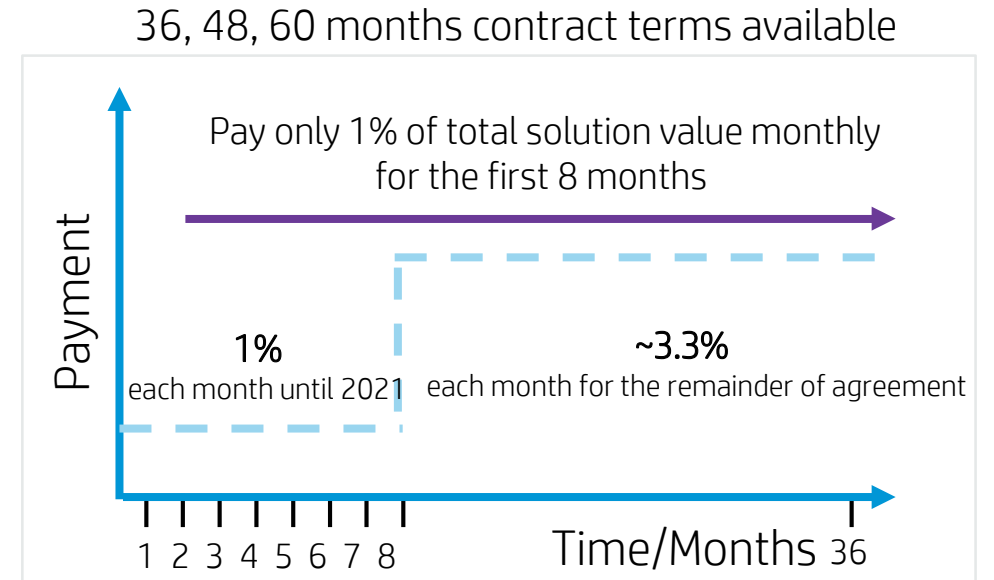 36, 48, 60 months contract terms available
Pay only 1% of total solution value monthly
for the first 8 months
Payment
1%
each month until 2021
~3.3%
each month for the remainder of agreement
1 2 3 4 5 6 7 8
Time/Months 36